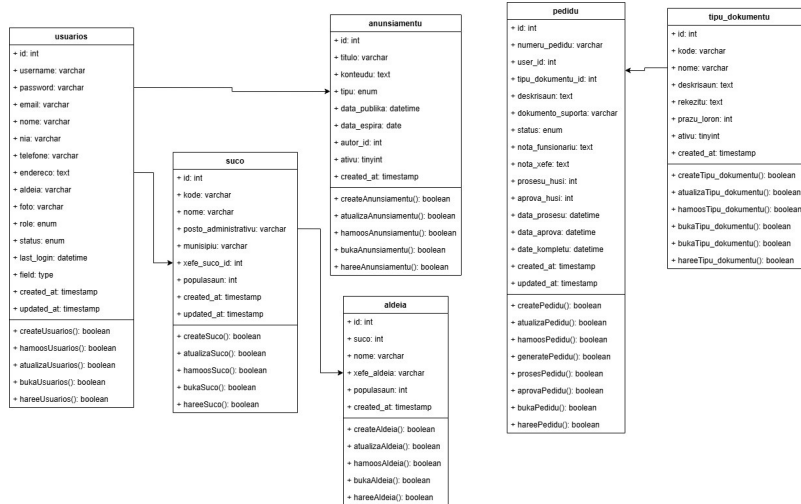 usuarios
+ id: int
+ username: varchar
+ password: varchar
+ email: varchar
+ nome: varchar
+ nia: varchar
+ telefone: varchar
+ endereco: text
+ aldeia: varchar
+ foto: varchar
+ role: enum
+ status: enum
+ last_login: datetime
+ field: type
+ created_at: timestamp
+ updated_at: timestamp
+ createUsuarios(): boolean
+ hamoosUsuarios(): boolean
+ atualizaUsuarios(): boolean
+ bukaUsuarios(): boolean
+ hareeUsuarios(): boolean
suco
+ id: int
+ kode: varchar
+ nome: varchar
+ posto_administrativu: varchar
+ munisipiu: varchar
+ xefe_suco_id: int
+ populasaun: int
+ created_at: timestamp
+ updated_at: timestamp
+ createSuco(): boolean
+ atualizaSuco(): boolean
+ hamoosSuco(): boolean
+ bukaSuco(): boolean
+ hareeSuco(): boolean
anunsiamentu
+ id: int
+ titulo: varchar
+ konteudu: text
+ tipu: enum
+ data_publika: datetime
+ data_espira: date
+ autor_id: int
+ ativu: tinyint
+ created_at: timestamp
+ createAnunsiamentu(): boolean
+ atualizaAnunsiamentu(): boolean
+ hamoosAnunsiamentu(): boolean
+ bukaAnunsiamentu(): boolean
+ hareeAnunsiamentu(): boolean
aldeia
+ id: int
+ suco: int
+ nome: varchar
+ xefe_aldeia: varchar
+ populasaun: int
+ created_at: timestamp
+ createAldeia(): boolean
+ atualizaAldeia(): boolean
+ hamoosAldeia(): boolean
+ bukaAldeia(): boolean
+ hareeAldeia(): boolean
pedidu
+ id: int
+ numeru_pedidu: varchar
+ user_id: int
+ tipu_dokumentu_id: int
+ deskrisaun: text
+ dokumento_suporta: varchar
+ status: enum
+ nota_funsionariu: text
+ nota_xefe: text
+ prosesu_husi: int
+ aprova_husi: int
+ data_prosesu: datetime
+ data_aprova: datetime
+ date_kompletu: datetime
+ created_at: timestamp
+ updated_at: timestamp
+ createPedidu(): boolean
+ atualizaPedidu(): boolean
+ hamoosPedidu(): boolean
+ generatePedidu(): boolean
+ prosesPedidu(): boolean
+ aprovaPedidu(): boolean
+ bukaPedidu(): boolean
+ hareePedidu(): boolean
tipu_dokumentu
+ id: int
+ kode: varchar
+ nome: varchar
+ deskrisaun: text
+ rekezitu: text
+ prazu_loron: int
+ ativu: tinyint
+ created_at: timestamp
+ createTipu_dokumentu(): boolean
+ atualizaTipu_dokumentu(): boolean
+ hamoosTipu_dokumentu(): boolean
+ bukaTipu_dokumentu(): boolean
+ bukaTipu_dokumentu(): boolean
+ hareeTipu_dokumentu(): boolean